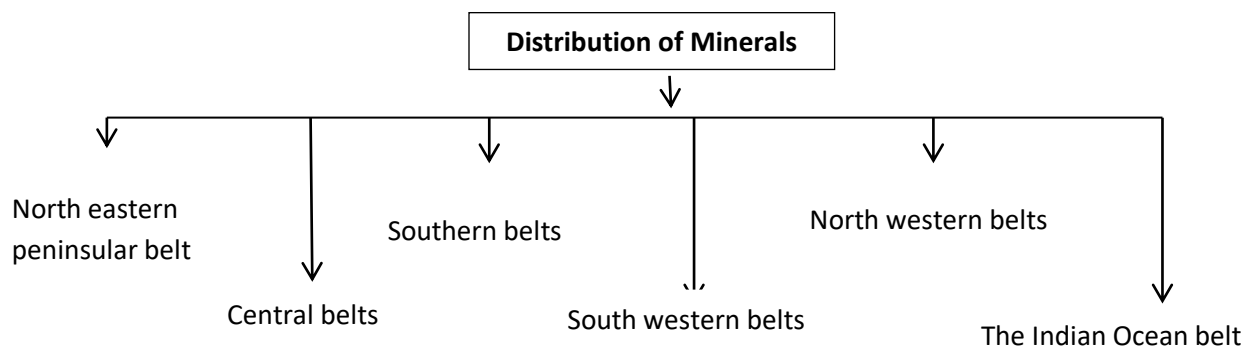 Distribution of Minerals
North eastern
peninsular belt
Central belts
Southern belts
South western belts
North western belts
The Indian Ocean belt